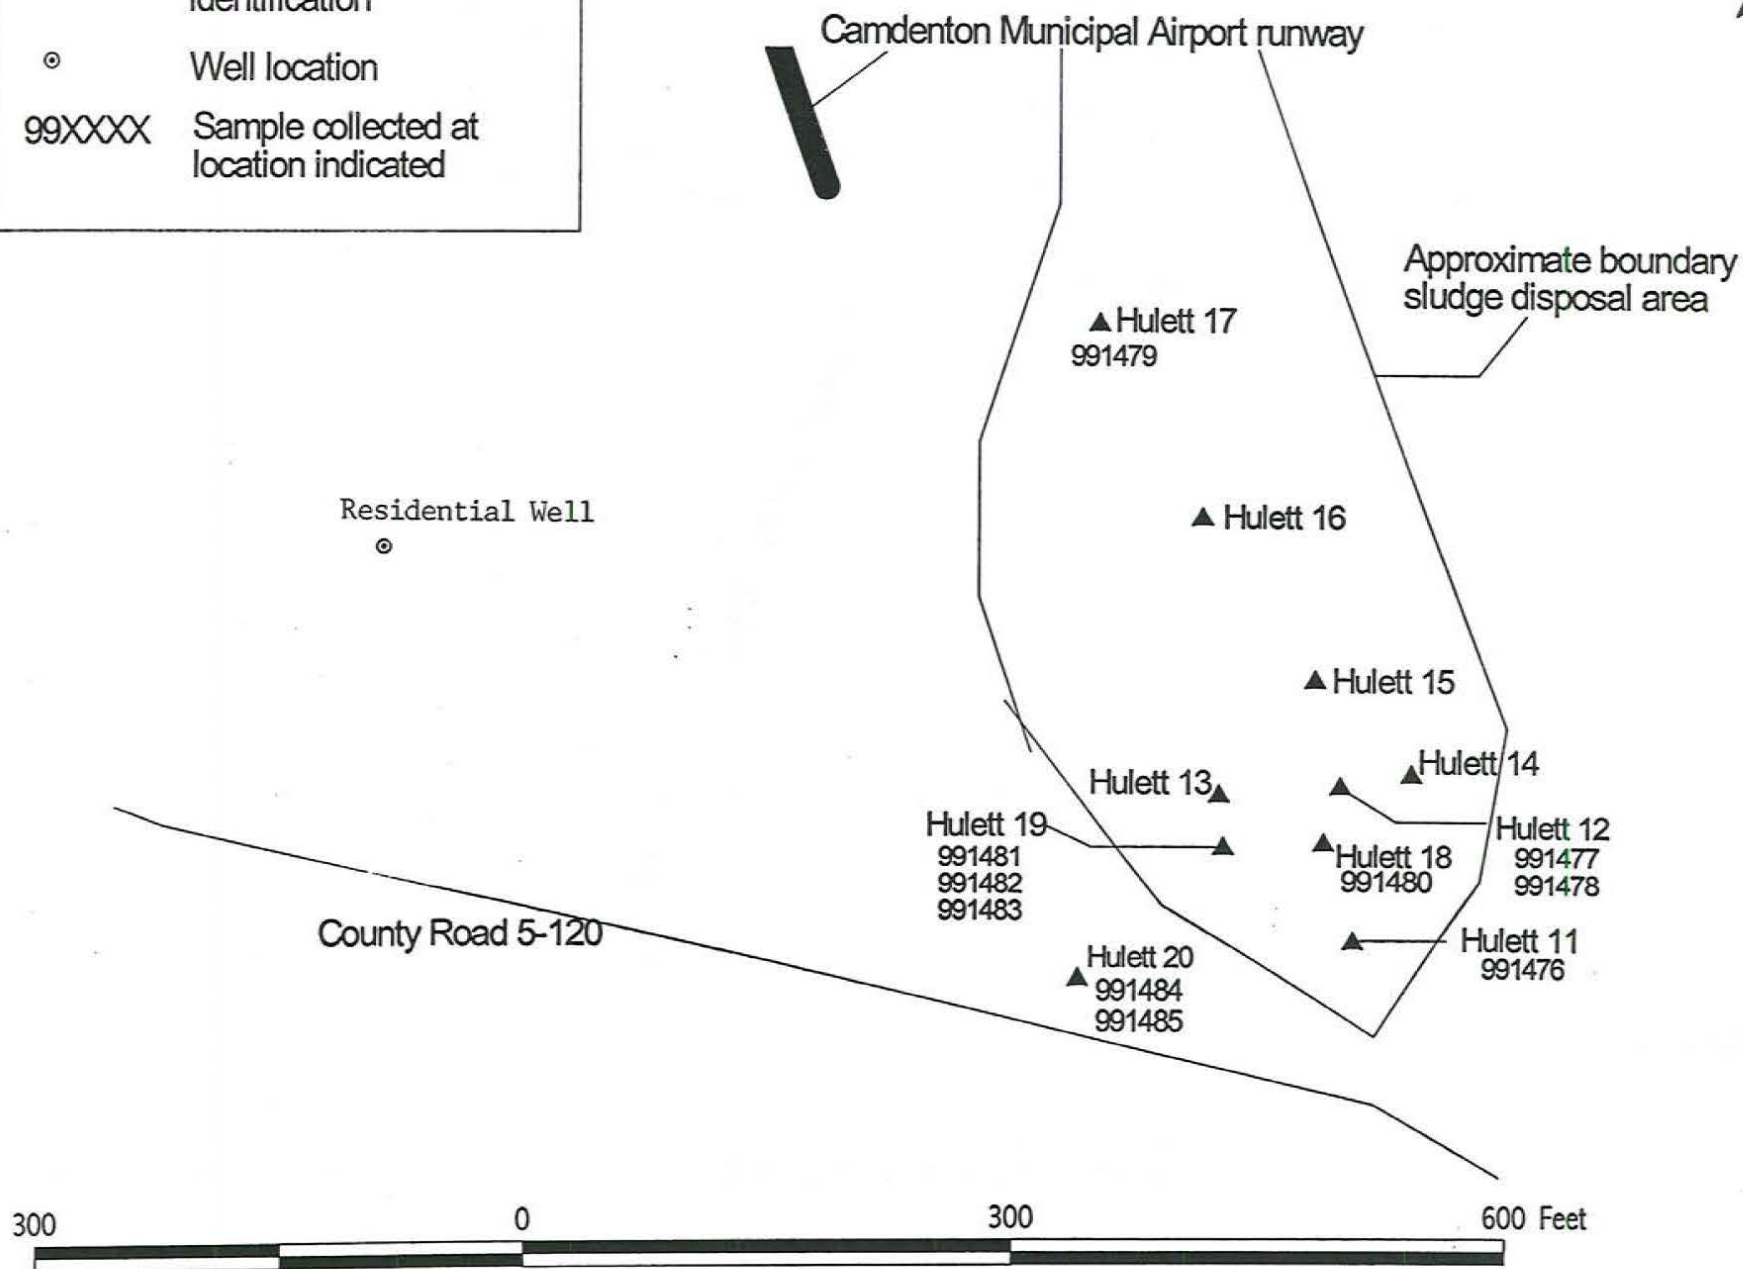 identification
Well location
99XXXX Sample collected at
location indicated
Camdenton Municipal Airport runway
Approximate boundary
sludge disposal area
Hulett 17
991479
Residential Well
Hulett 16
Hulett 15
Hulett 14
Hulett 13
Hulett 19
991481
991482
991483
Hulett 18
991480
Hulett 12
991477
991478
County Road 5-120
Hulett 11
991476
Hulett 20
991484
991485
300 0 300 600 Feet